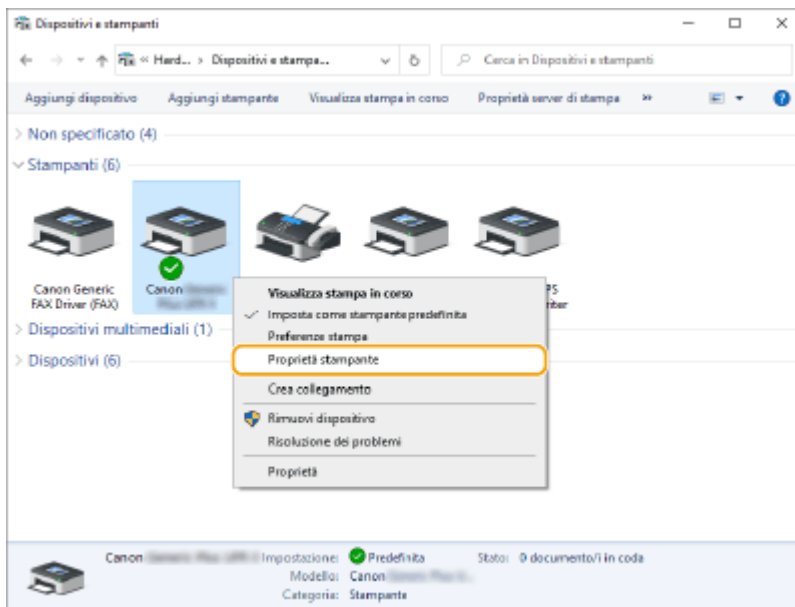 Dispositivi e stampanti
« Hard... > Dispositivi e stampa...
Cerca in Dispositivi e stampanti
Aggiungi dispositivo Aggiungi stampante Visualizza stampa in corso Proprietà server di stampa »
Non specificato (4)
Stampanti (6)
Canon Generic
FAX Driver (FAX)
Canon
Visualizza stampa in corso
Imposta come stampante predefinita
Preferenze stampa
Proprietà stampante
Crea collegamento
Rimuovi dispositivo
Risoluzione dei problemi
Proprietà
Dispositivi multimediali (1)
Dispositivi (6)
Canon
Impostazione: Predefinita Stato: 0 documento/i in coda
Modello: Canon
Categoria: Stampante